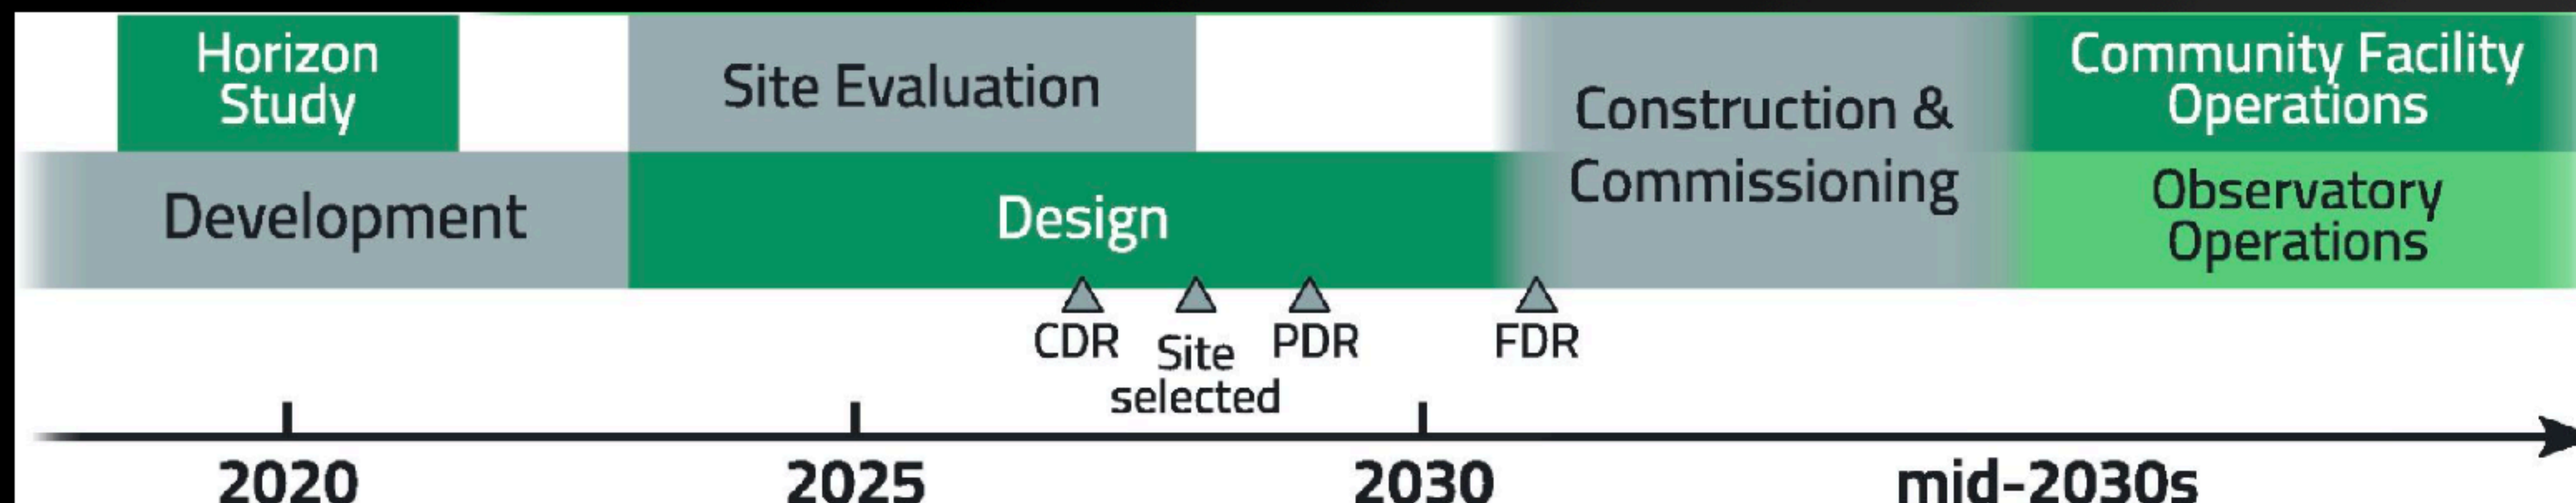 Horizon
Study
Site Evaluation
Construction &
Commissioning
Community Facility
Operations
Development
Design
Observatory
Operations
CDR
Site
selected
PDR
FDR
2020
2025
2030
mid-2030s